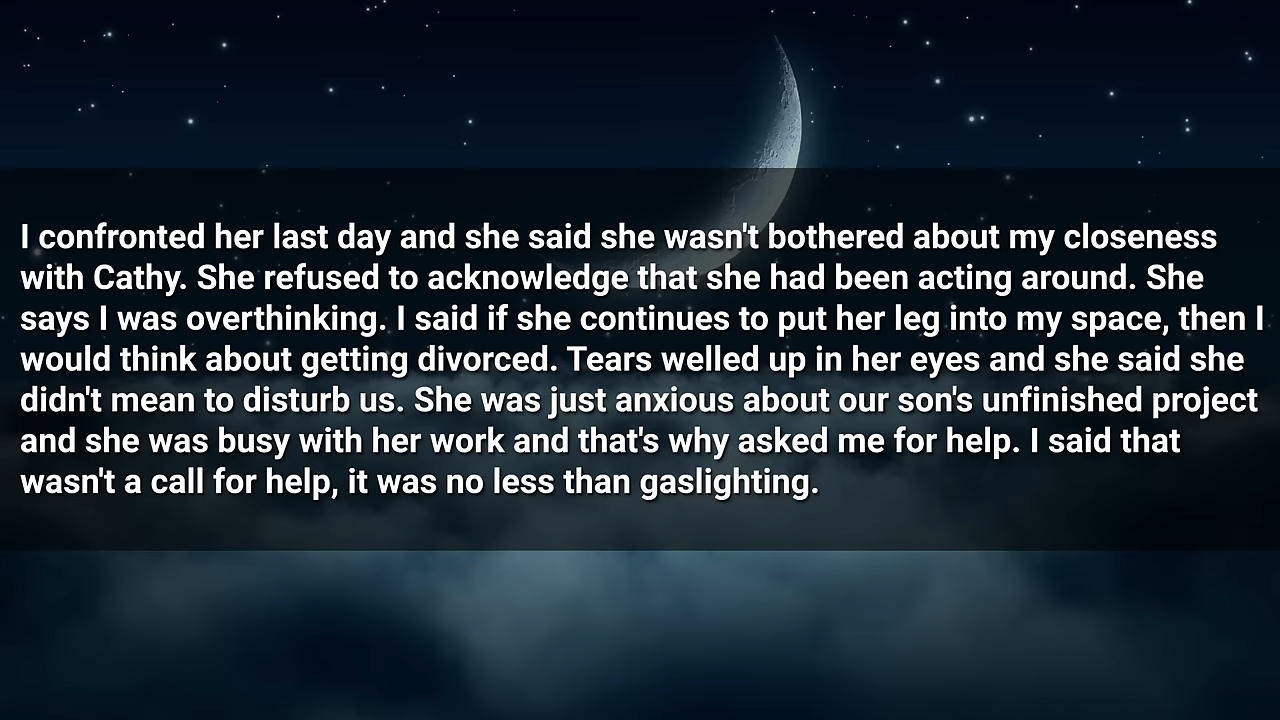 I confronted her last day and she said she wasn't bothered about my closeness
with Cathy. She refused to acknowledge that she had been acting around. She
says I was overthinking. I said if she continues to put her leg into my space, then I
would think about getting divorced. Tears welled up in her eyes and she said she
didn't mean to disturb us. She was just anxious about our son's unfinished project
and she was busy with her work and that's why asked me for help. I said that
wasn't a call for help, it was no less than gaslighting.